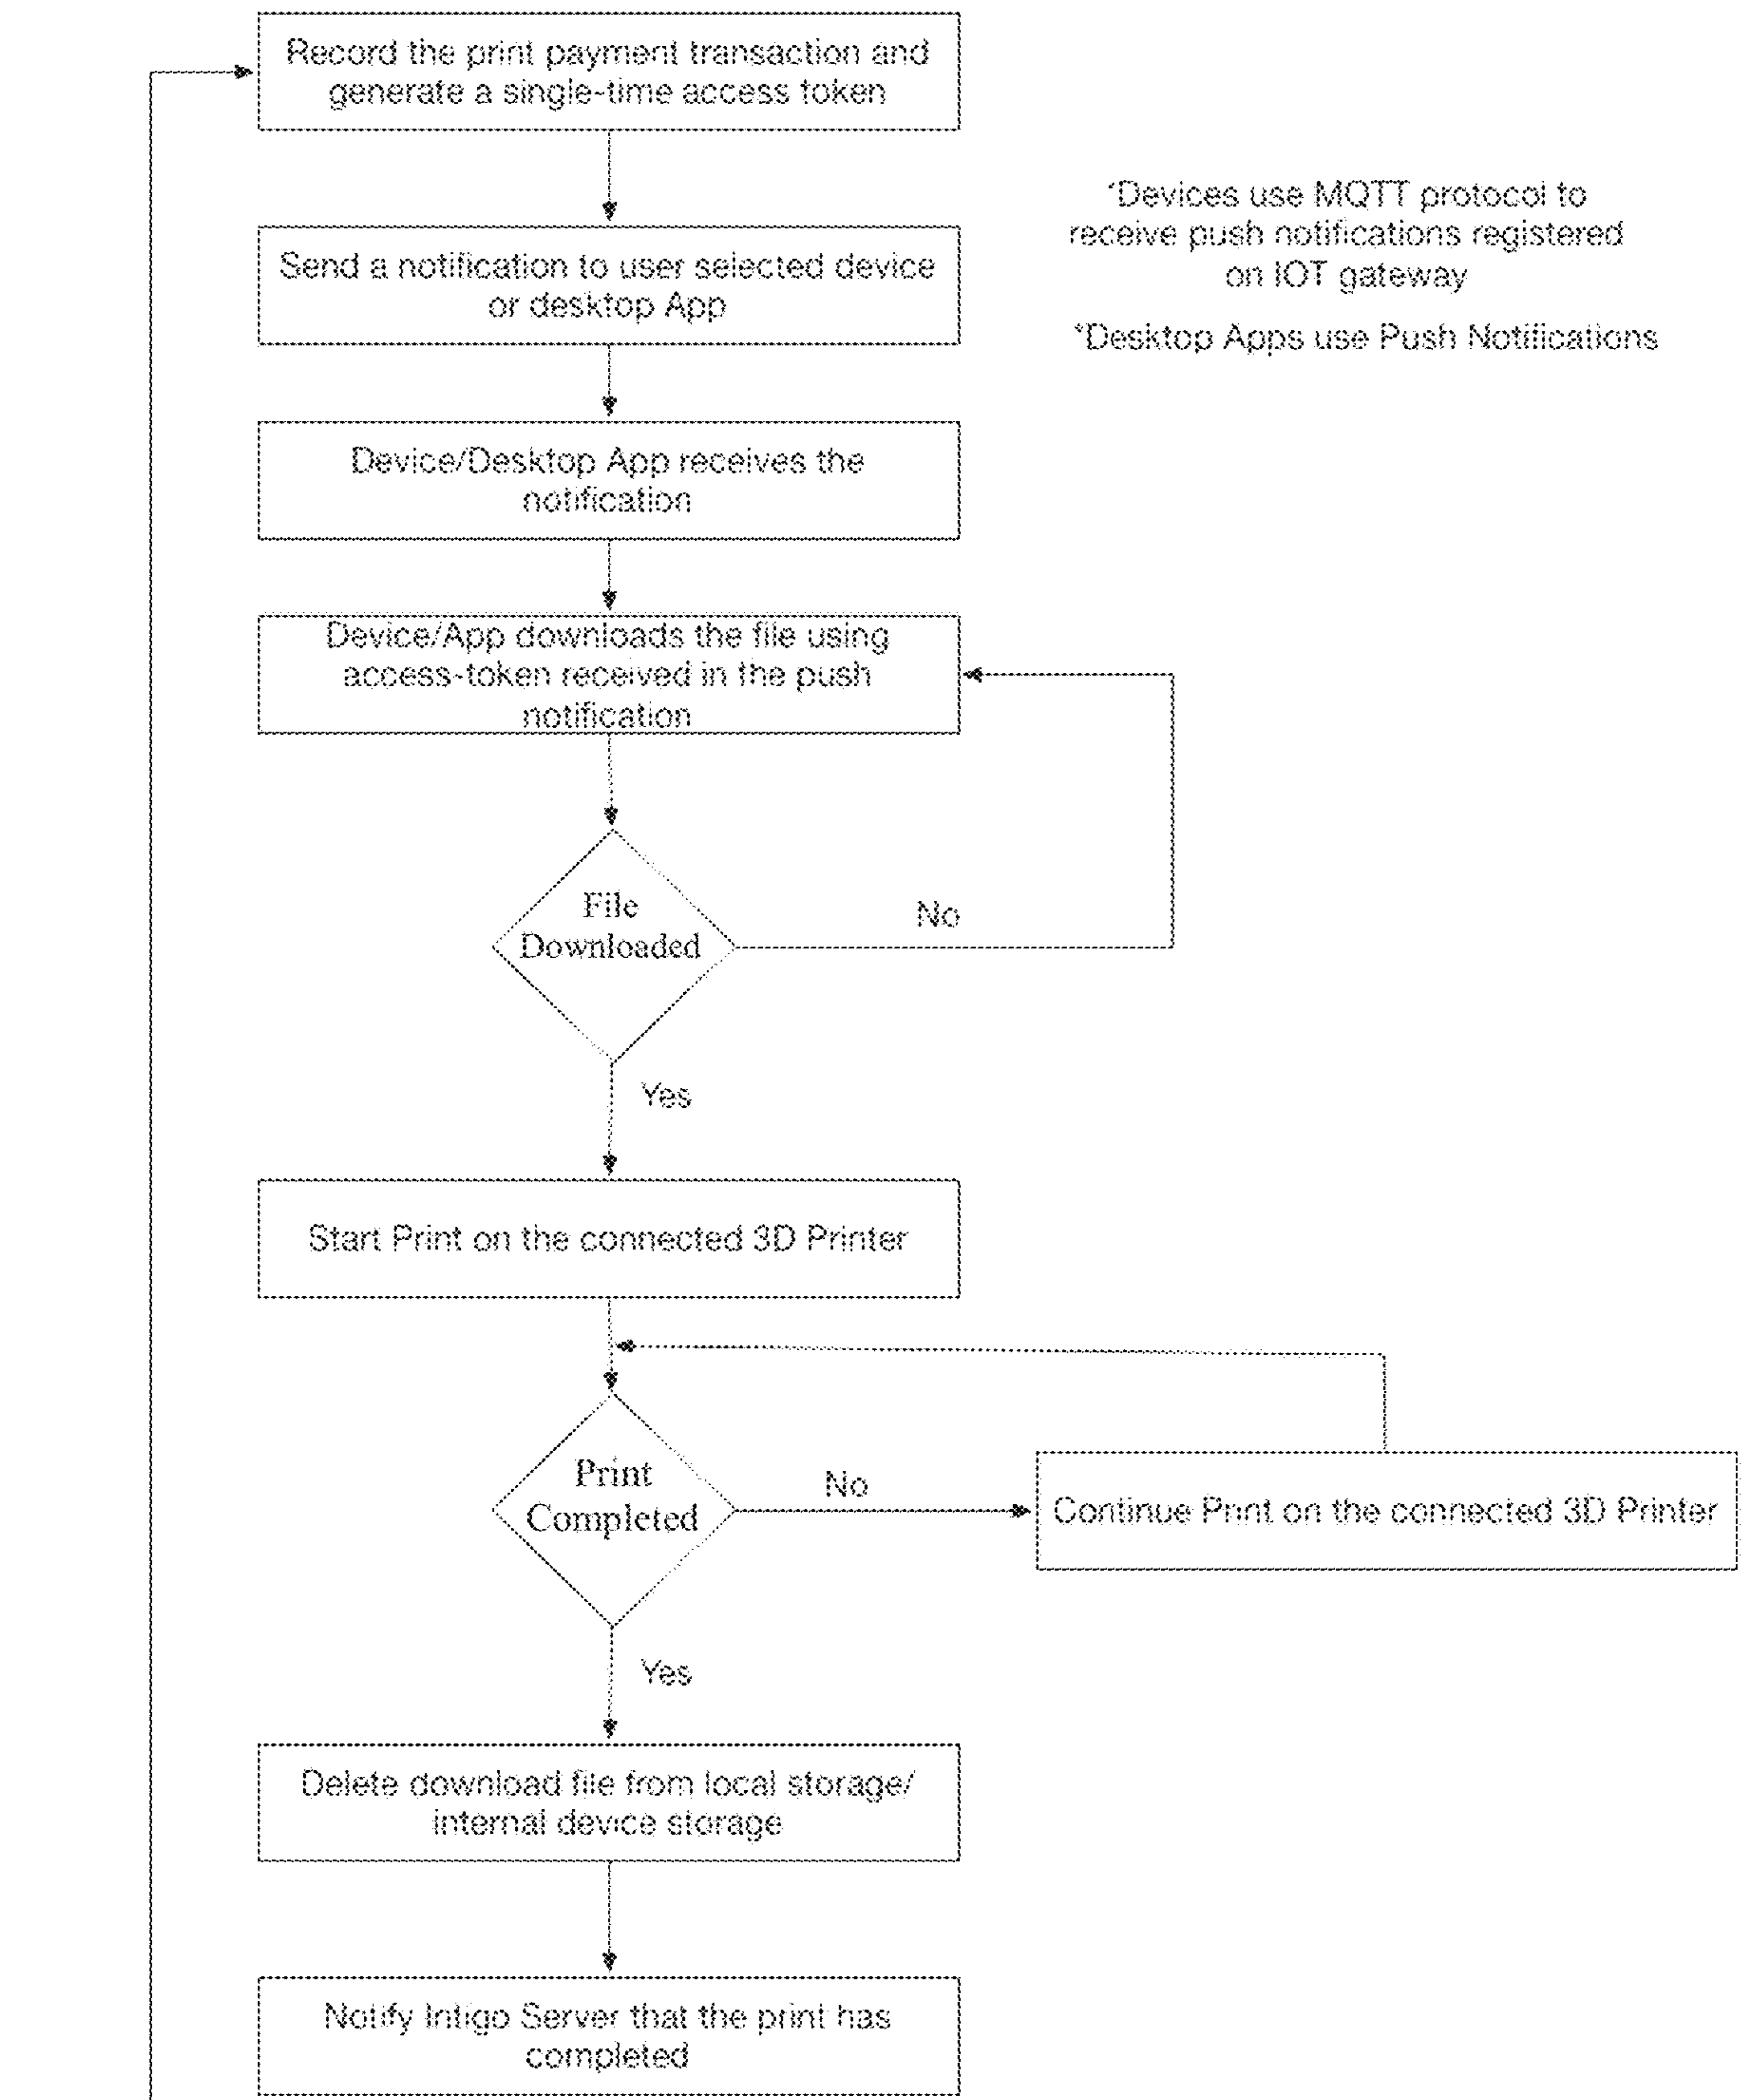 Record the print payment transaction and
generate a single-time access token
*Devices use MQTT protocol to
receive push notifications registered
on IOT gateway
*Desktop Apps use Push Notifications
Send a notification to user selected device
or desktop App
Device/Desktop App receives the
notification
Device/App downloads the file using
access-token received in the push
notification
File
Downloaded
No
Yes
Start Print on the connected 3D Printer
Print
Completed
No
Continue Print on the connected 3D Printer
Yes
Delete download file from local storage/
internal device storage
Notify Intigo Server that the print has
completed